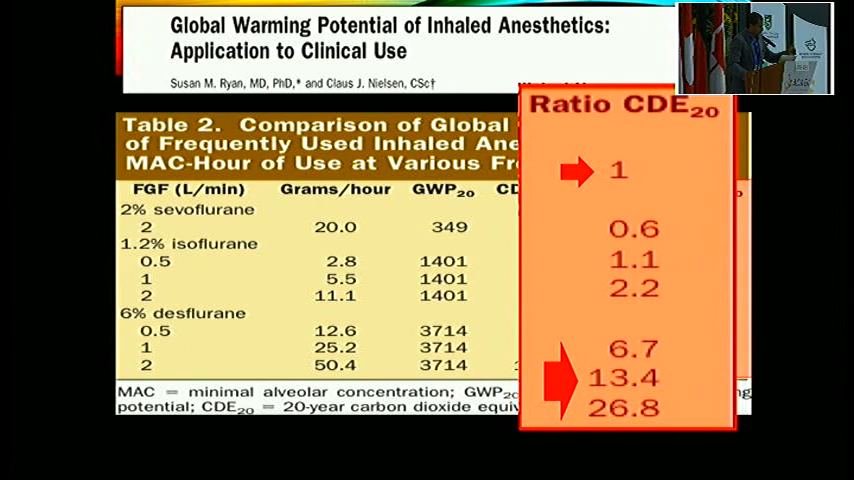 Global Warming Potential of Inhaled Anesthetics:
Application to Clinical Use
Susan M. Ryan, MD, PhD,* and Claus J. Nielsen, CSc†
Table 2. Comparison of Global
of Frequently Used Inhaled Ane
MAC-Hour of Use at Various Fr
FGF (L/min) Grams/hour GWP20 CD
2% sevoflurane
2 20.0 349
1.2% isoflurane
0.5 2.8 1401
1 5.5 1401
2 11.1 1401
6% desflurane
0.5 12.6 3714
1 25.2 3714
2 50.4 3714 1
MAC = minimal alveolar concentration; GWP20
potential; CDE20 = 20-year carbon dioxide equiv
Ratio CDE20
1
0.6
1.1
2.2
6.7
13.4
26.8